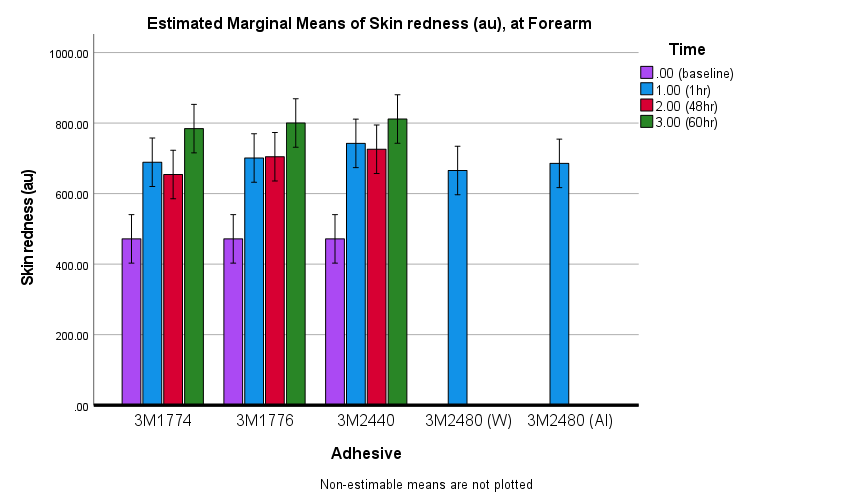 Estimated Marginal Means of Skin redness (au), at Forearm
Time
.00 (baseline)
1.00 (1hr)
2.00 (48hr)
3.00 (60hr)
Skin redness (au)
1000.00
800.00
600.00
400.00
200.00
.00
3M1774 3M1776 3M2440 3M2480 (W) 3M2480 (Al)
Adhesive
Non-estimable means are not plotted